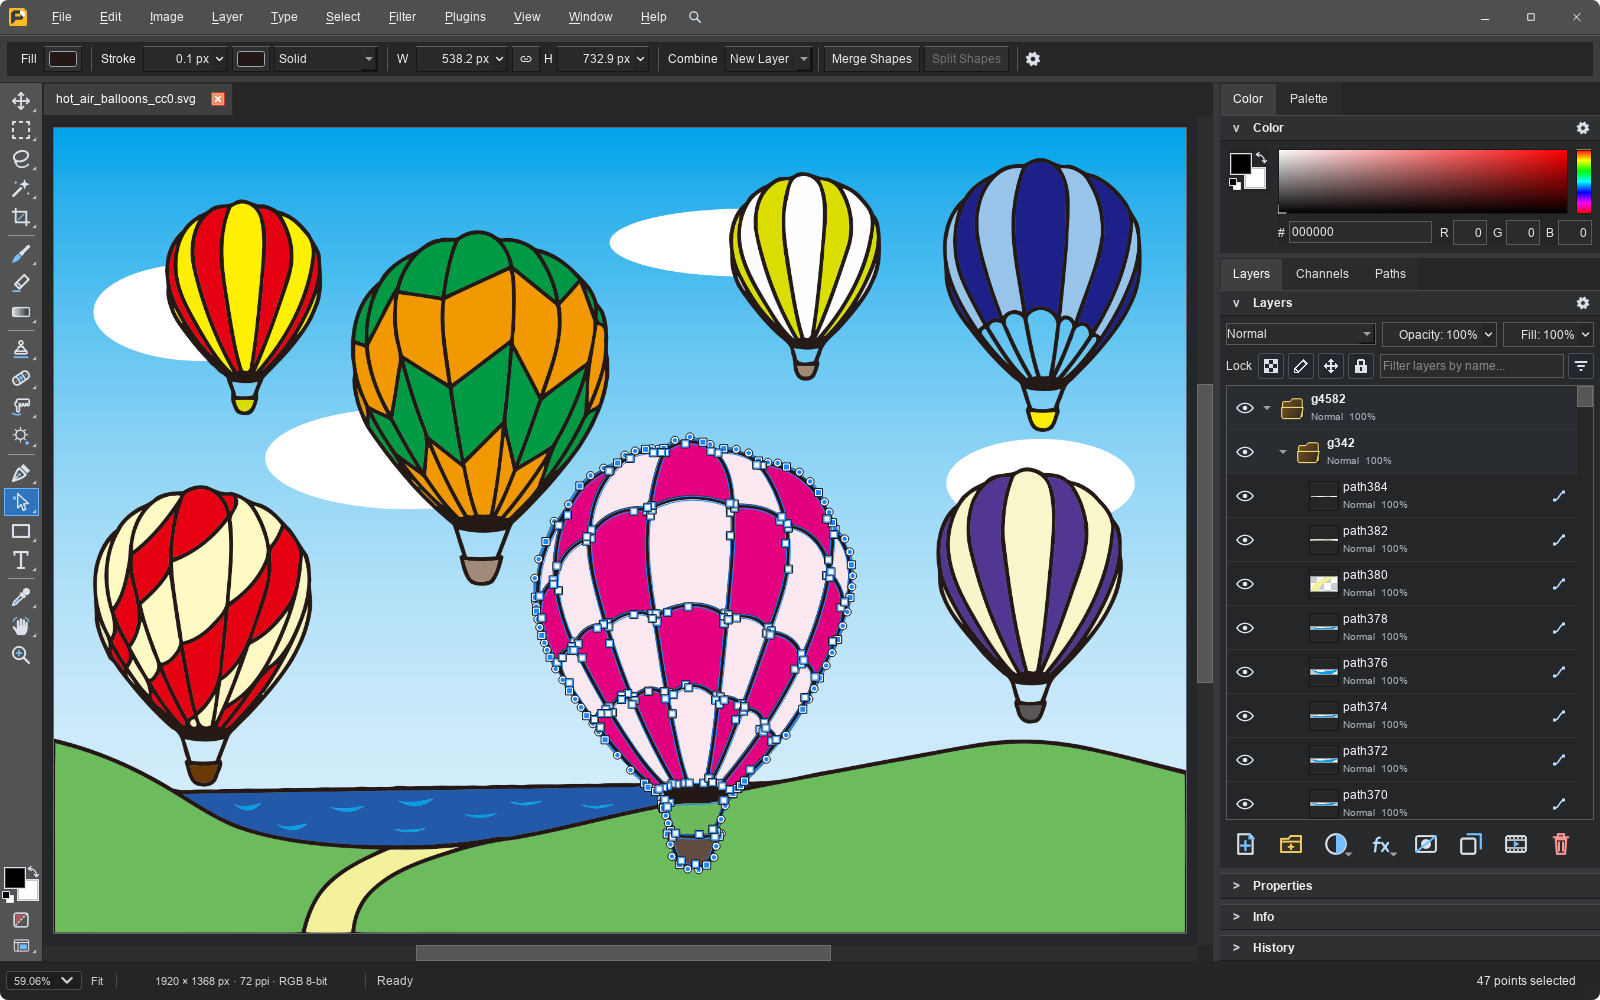 File Edit Image Layer Type Select Filter Plugins View Window Help
Fill Stroke 0.1 px Solid W 538.2 px H 732.9 px Combine New Layer Merge Shapes Split Shapes
hot_air_balloons_cc0.svg
Color Palette
Color
# 000000 R 0 G 0 B 0
Layers Channels Paths
Layers
Normal Opacity: 100% Fill: 100%
Lock Filter layers by name...
g4582
Normal 100%
g342
Normal 100%
path384
Normal 100%
path382
Normal 100%
path380
Normal 100%
path378
Normal 100%
path376
Normal 100%
path374
Normal 100%
path372
Normal 100%
path370
Normal 100%
fx
> Properties
> Info
> History
59.06% Fit 1920 × 1368 px · 72 ppi · RGB 8-bit Ready 47 points selected